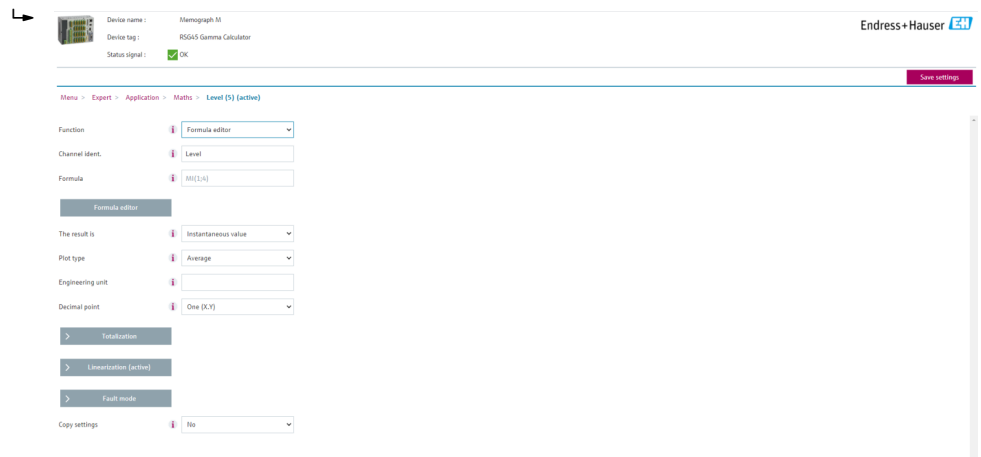 Device name : Memograph M
Endress+Hauser EH
Device tag : RSG45 Gamma Calculator
Status signal : OK
Save settings
Menu > Expert > Application > Maths > Level (5) (active)
Function i Formula editor
Channel ident. i Level
Formula i MI(1;4)
Formula editor
The result is i Instantaneous value
Plot type i Average
Engineering unit i
Decimal point i One (X.Y)
> Totalization
> Linearization (active)
> Fault mode
Copy settings i No